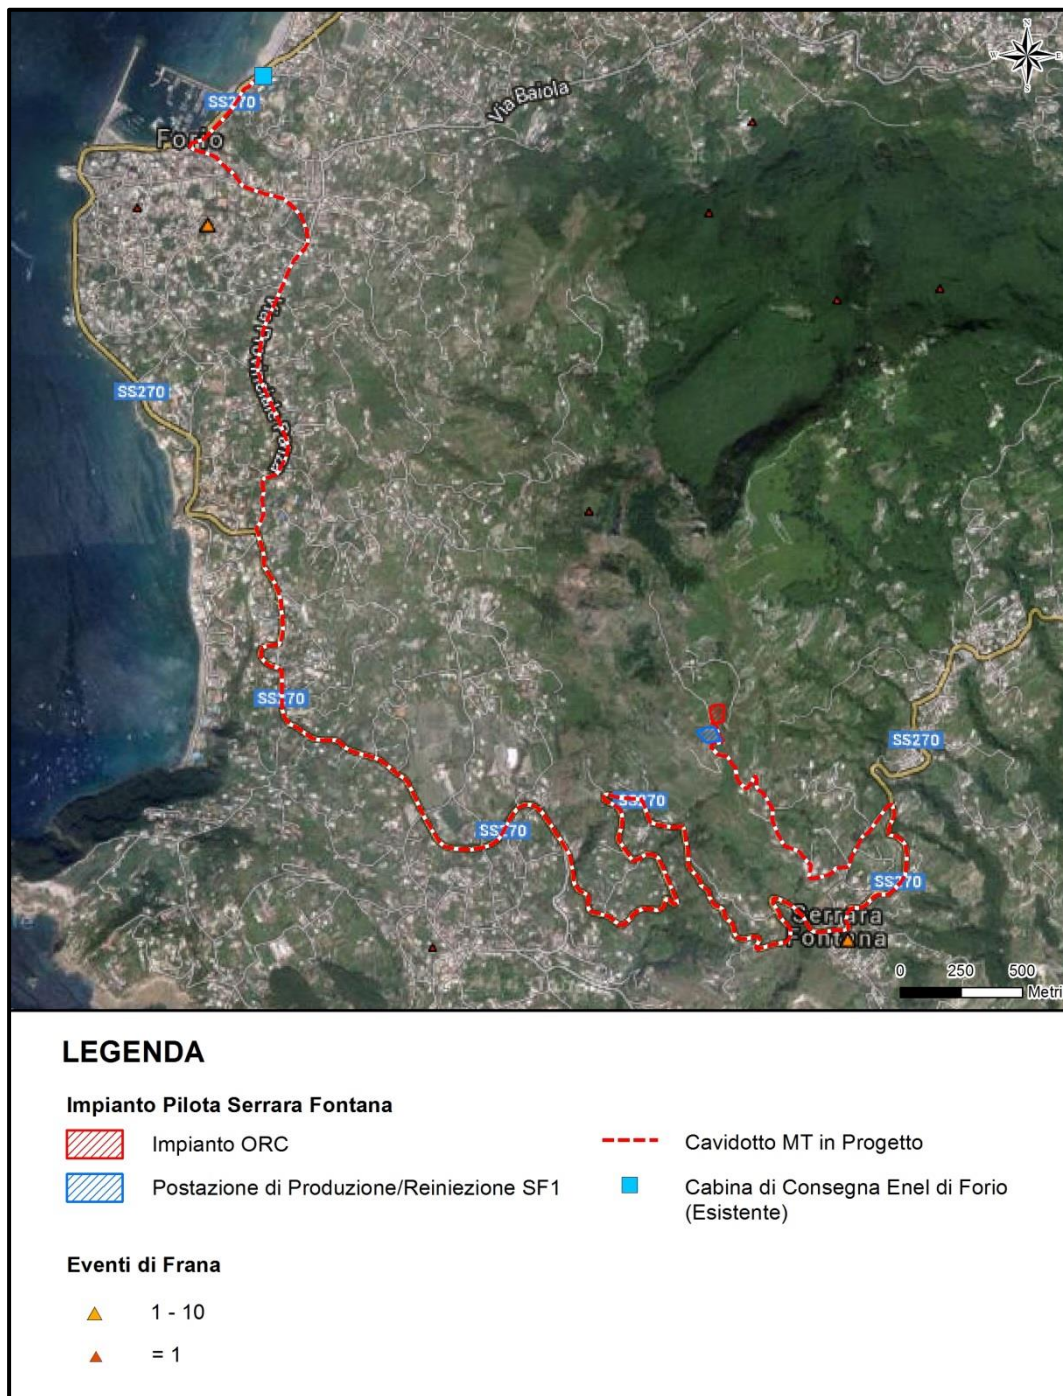 N
W
E
S
SS270
Via Baiola
Forio
SS270
SS270
SS270
SS270
SS270
SS270
Serrara
Fontana
0 250 500
Metri
LEGENDA
Impianto Pilota Serrara Fontana
Impianto ORC
Cavidotto MT in Progetto
Postazione di Produzione/Reiniezione SF1
Cabina di Consegna Enel di Forio
(Esistente)
Eventi di Frana
1 - 10
= 1